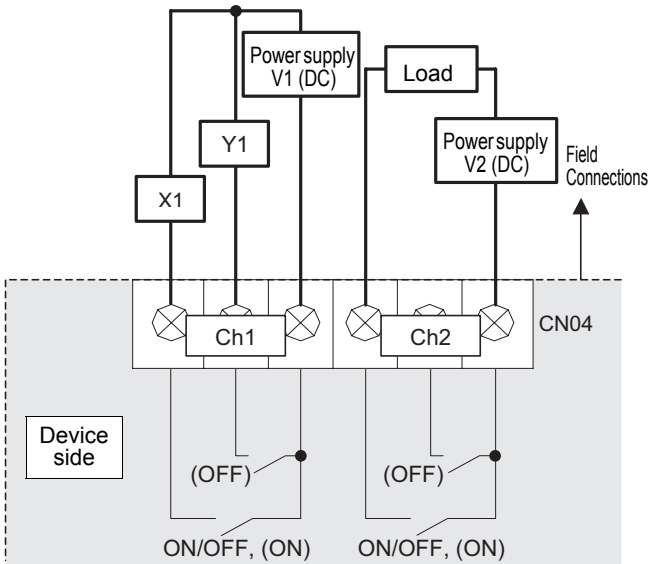 Power supply
V1 (DC)
Load
Y1
Power supply
V2 (DC)
Field
Connections
X1
Ch1
Ch2
CN04
Device
side
(OFF)
(OFF)
ON/OFF, (ON)
ON/OFF, (ON)